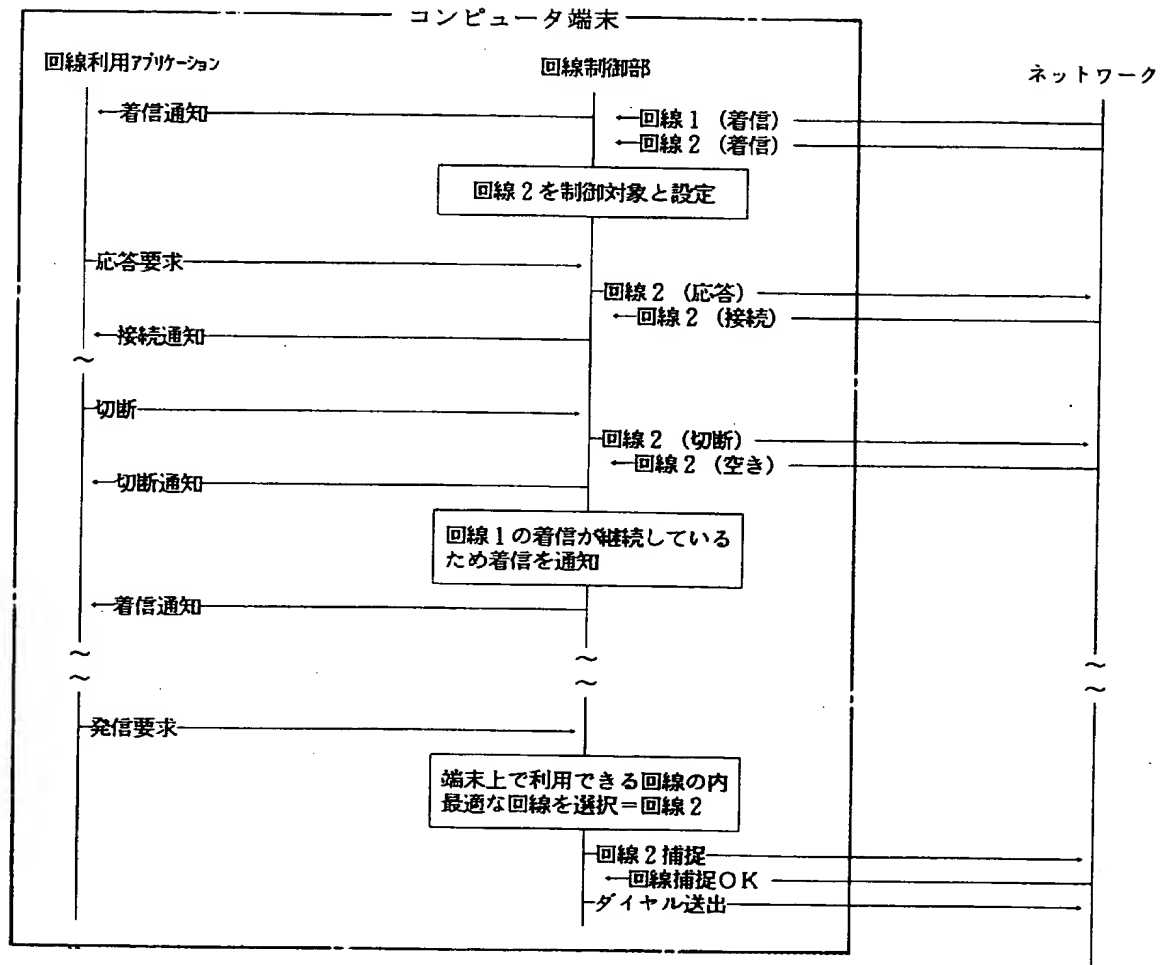 コンピュータ端末
回線利用アプリケーション
回線制御部
ネットワーク
着信通知
回線1 (着信)
回線2 (着信)
回線2を制御対象と設定
応答要求
回線2 (応答)
回線2 (接続)
接続通知
切断
回線2 (切断)
回線2 (空き)
切断通知
回線1の着信が継続している
ため着信を通知
着信通知
発信要求
端末上で利用できる回線の内
最適な回線を選択=回線2
回線2捕捉
回線捕捉OK
ダイヤル送出